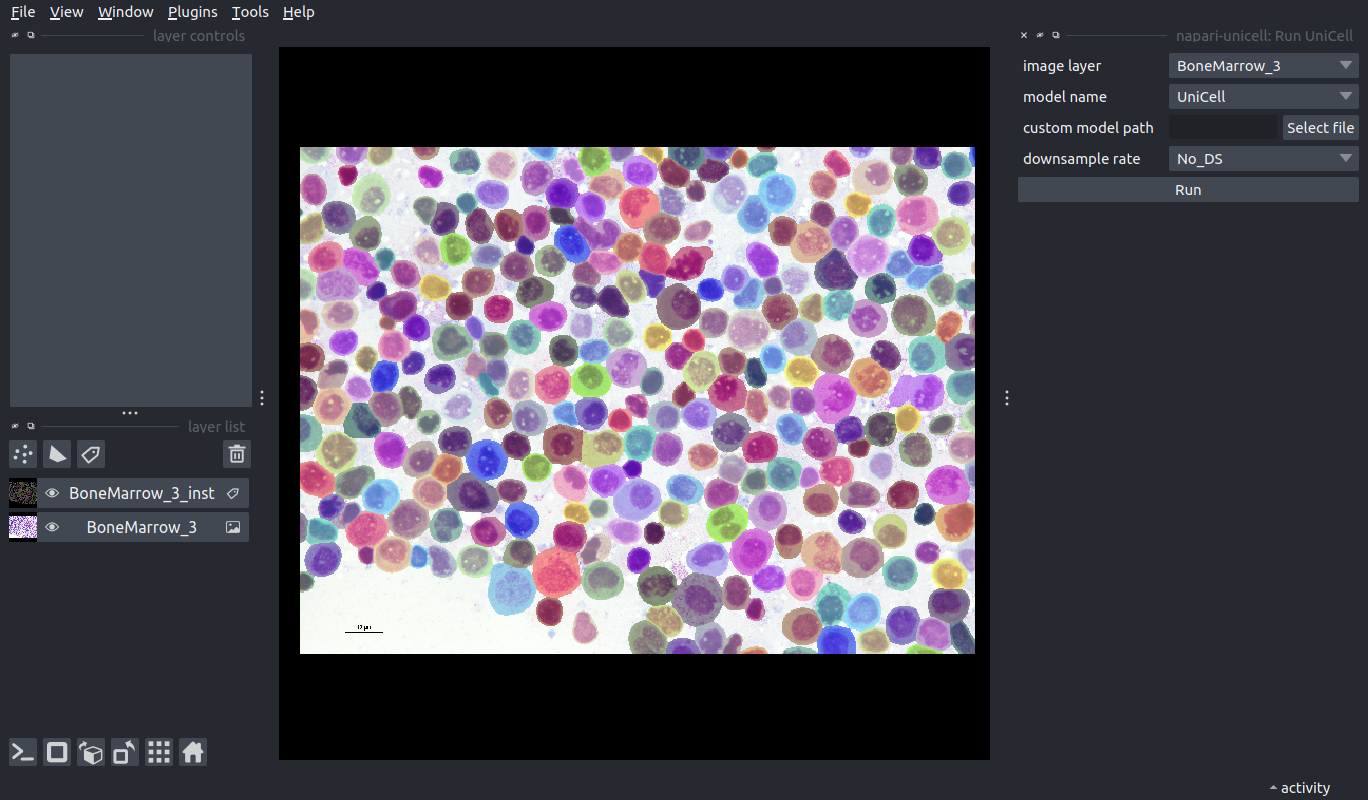 File View Window Plugins Tools Help
layer controls
napari-unicell: Run UniCell
image layer BoneMarrow_3
model name UniCell
custom model path Select file
downsample rate No_DS
Run
layer list
BoneMarrow_3_inst
BoneMarrow_3
activity